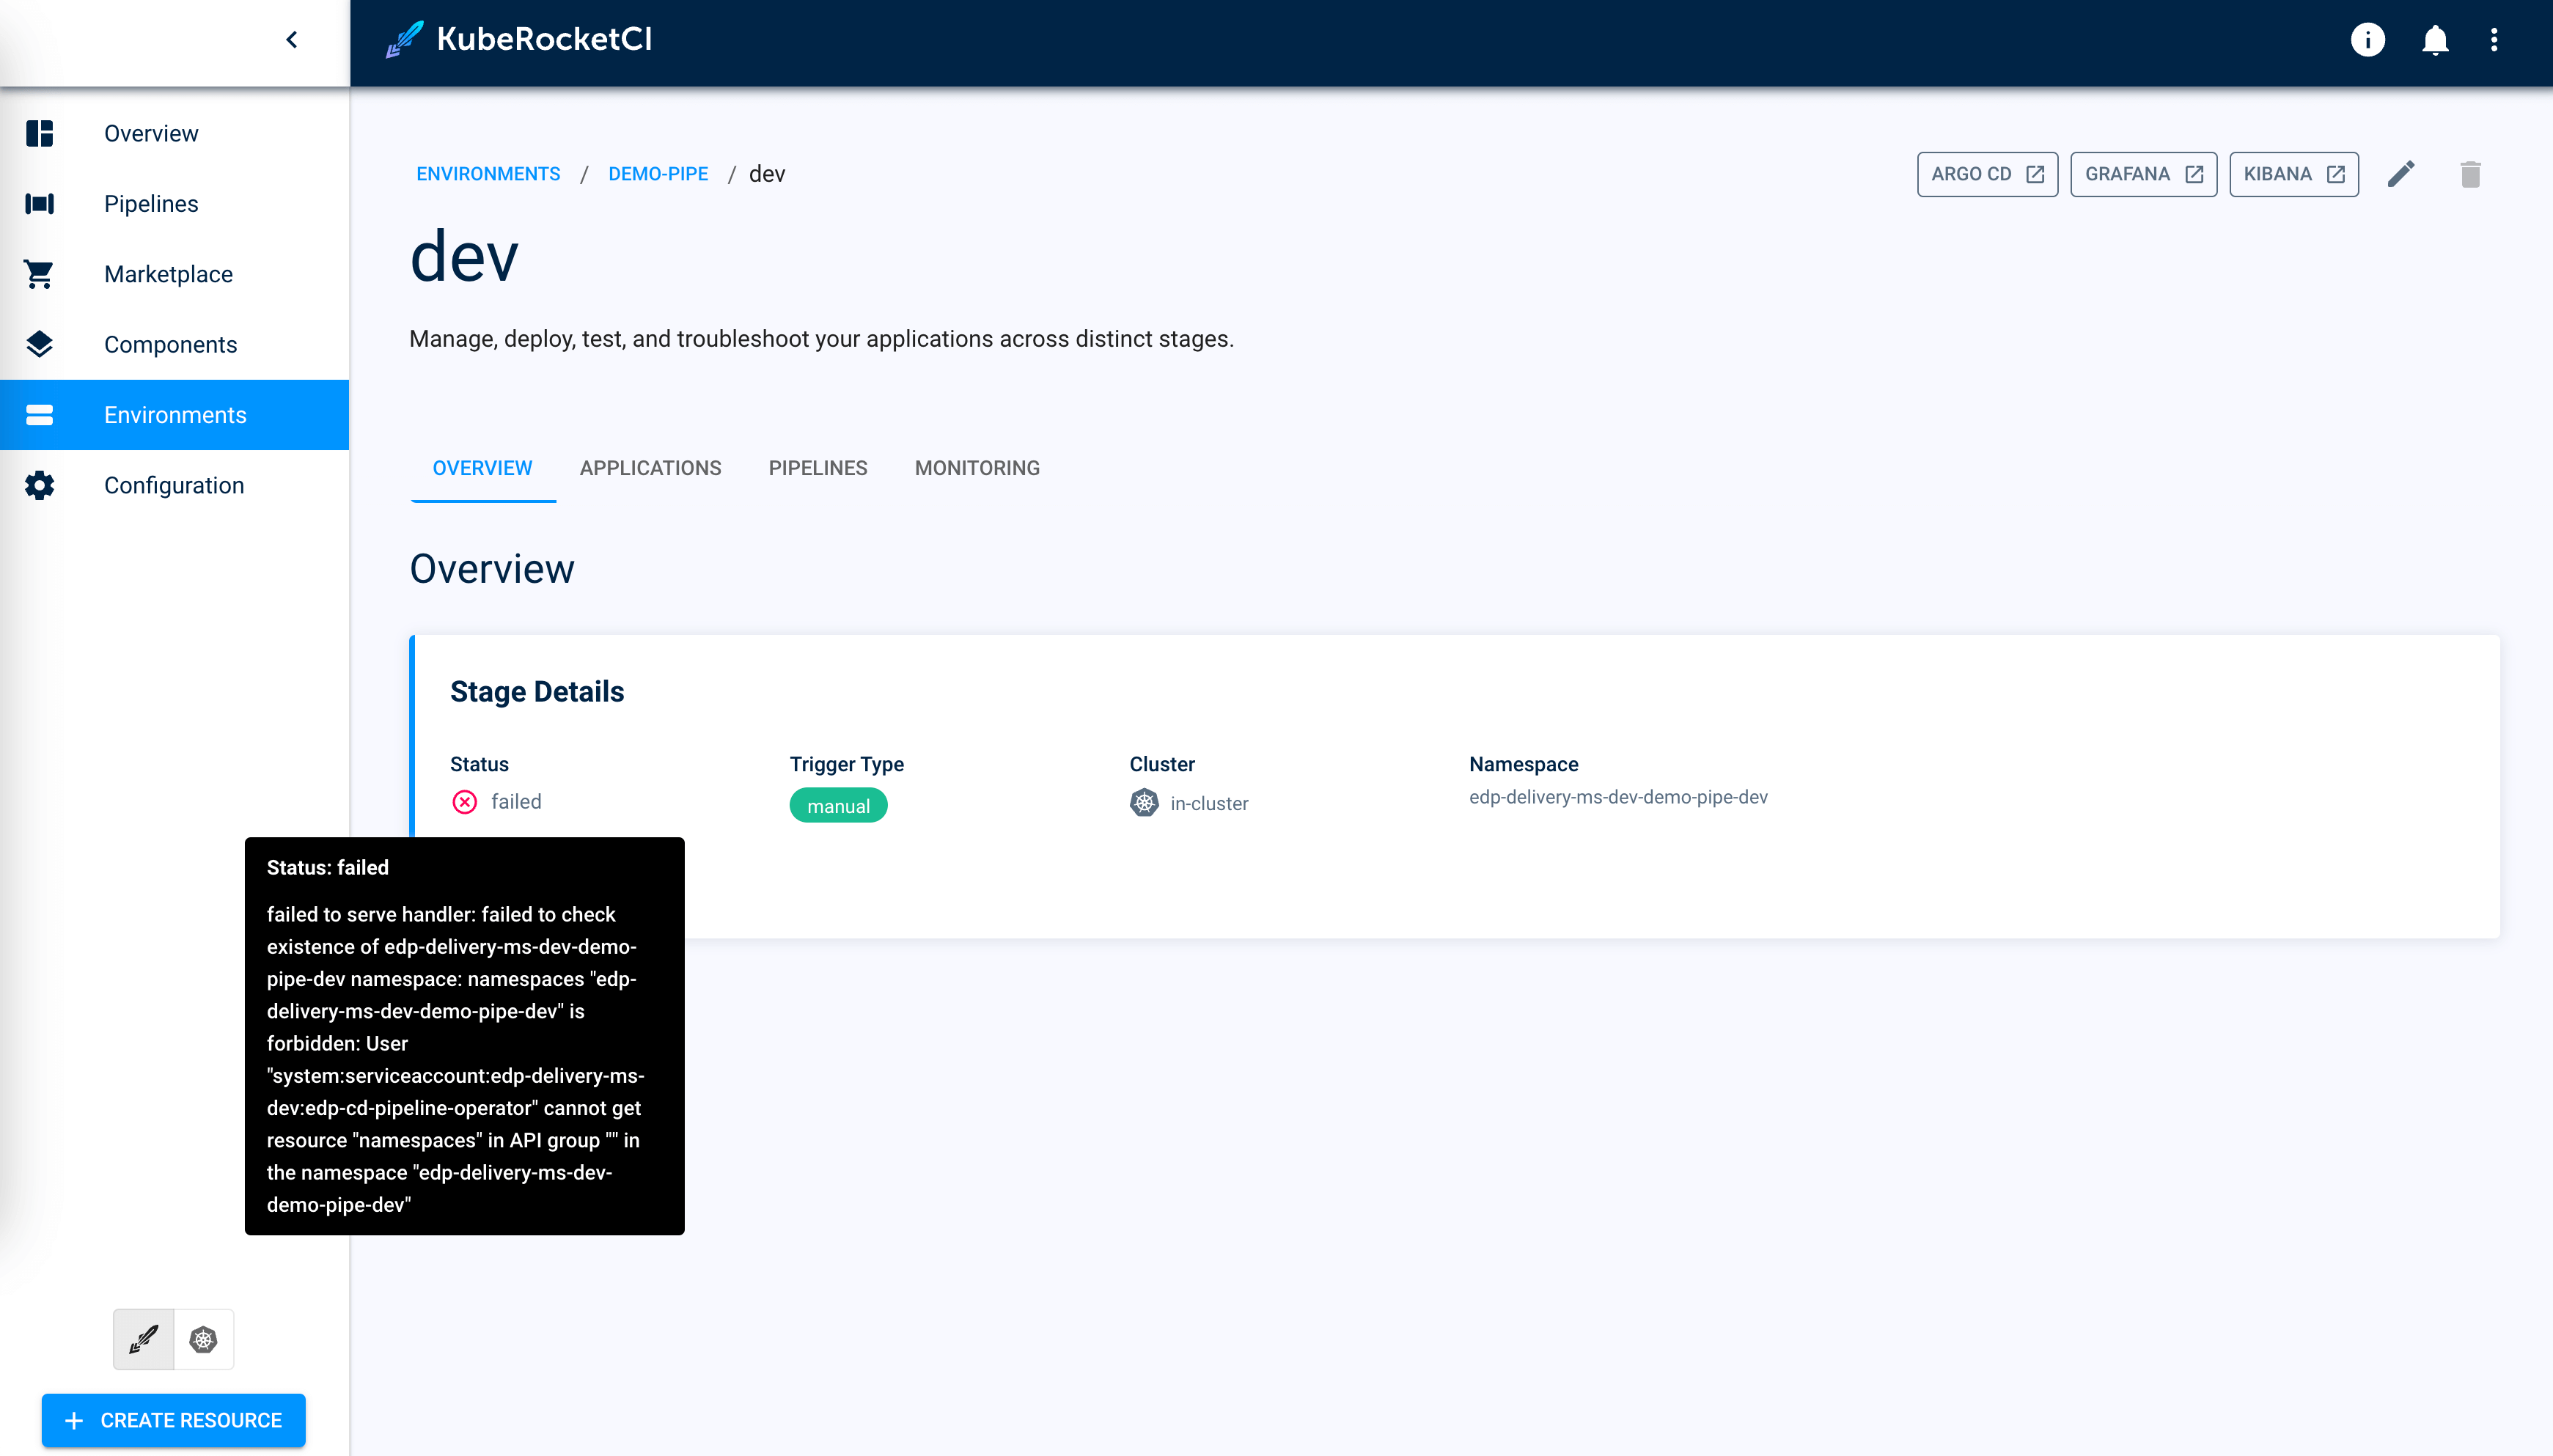 KubeRocketCI
Overview
Pipelines
Marketplace
Components
Environments
Configuration
ENVIRONMENTS / DEMO-PIPE / dev
ARGO CD
GRAFANA
KIBANA
dev
Manage, deploy, test, and troubleshoot your applications across distinct stages.
OVERVIEW
APPLICATIONS
PIPELINES
MONITORING
Overview
Stage Details
Status
failed
Trigger Type
manual
Cluster
in-cluster
Namespace
edp-delivery-ms-dev-demo-pipe-dev
Status: failed
failed to serve handler: failed to check
existence of edp-delivery-ms-dev-demo-
pipe-dev namespace: namespaces "edp-
delivery-ms-dev-demo-pipe-dev" is
forbidden: User
"system:serviceaccount:edp-delivery-ms-
dev:edp-cd-pipeline-operator" cannot get
resource "namespaces" in API group "" in
the namespace "edp-delivery-ms-dev-
demo-pipe-dev"
+ CREATE RESOURCE